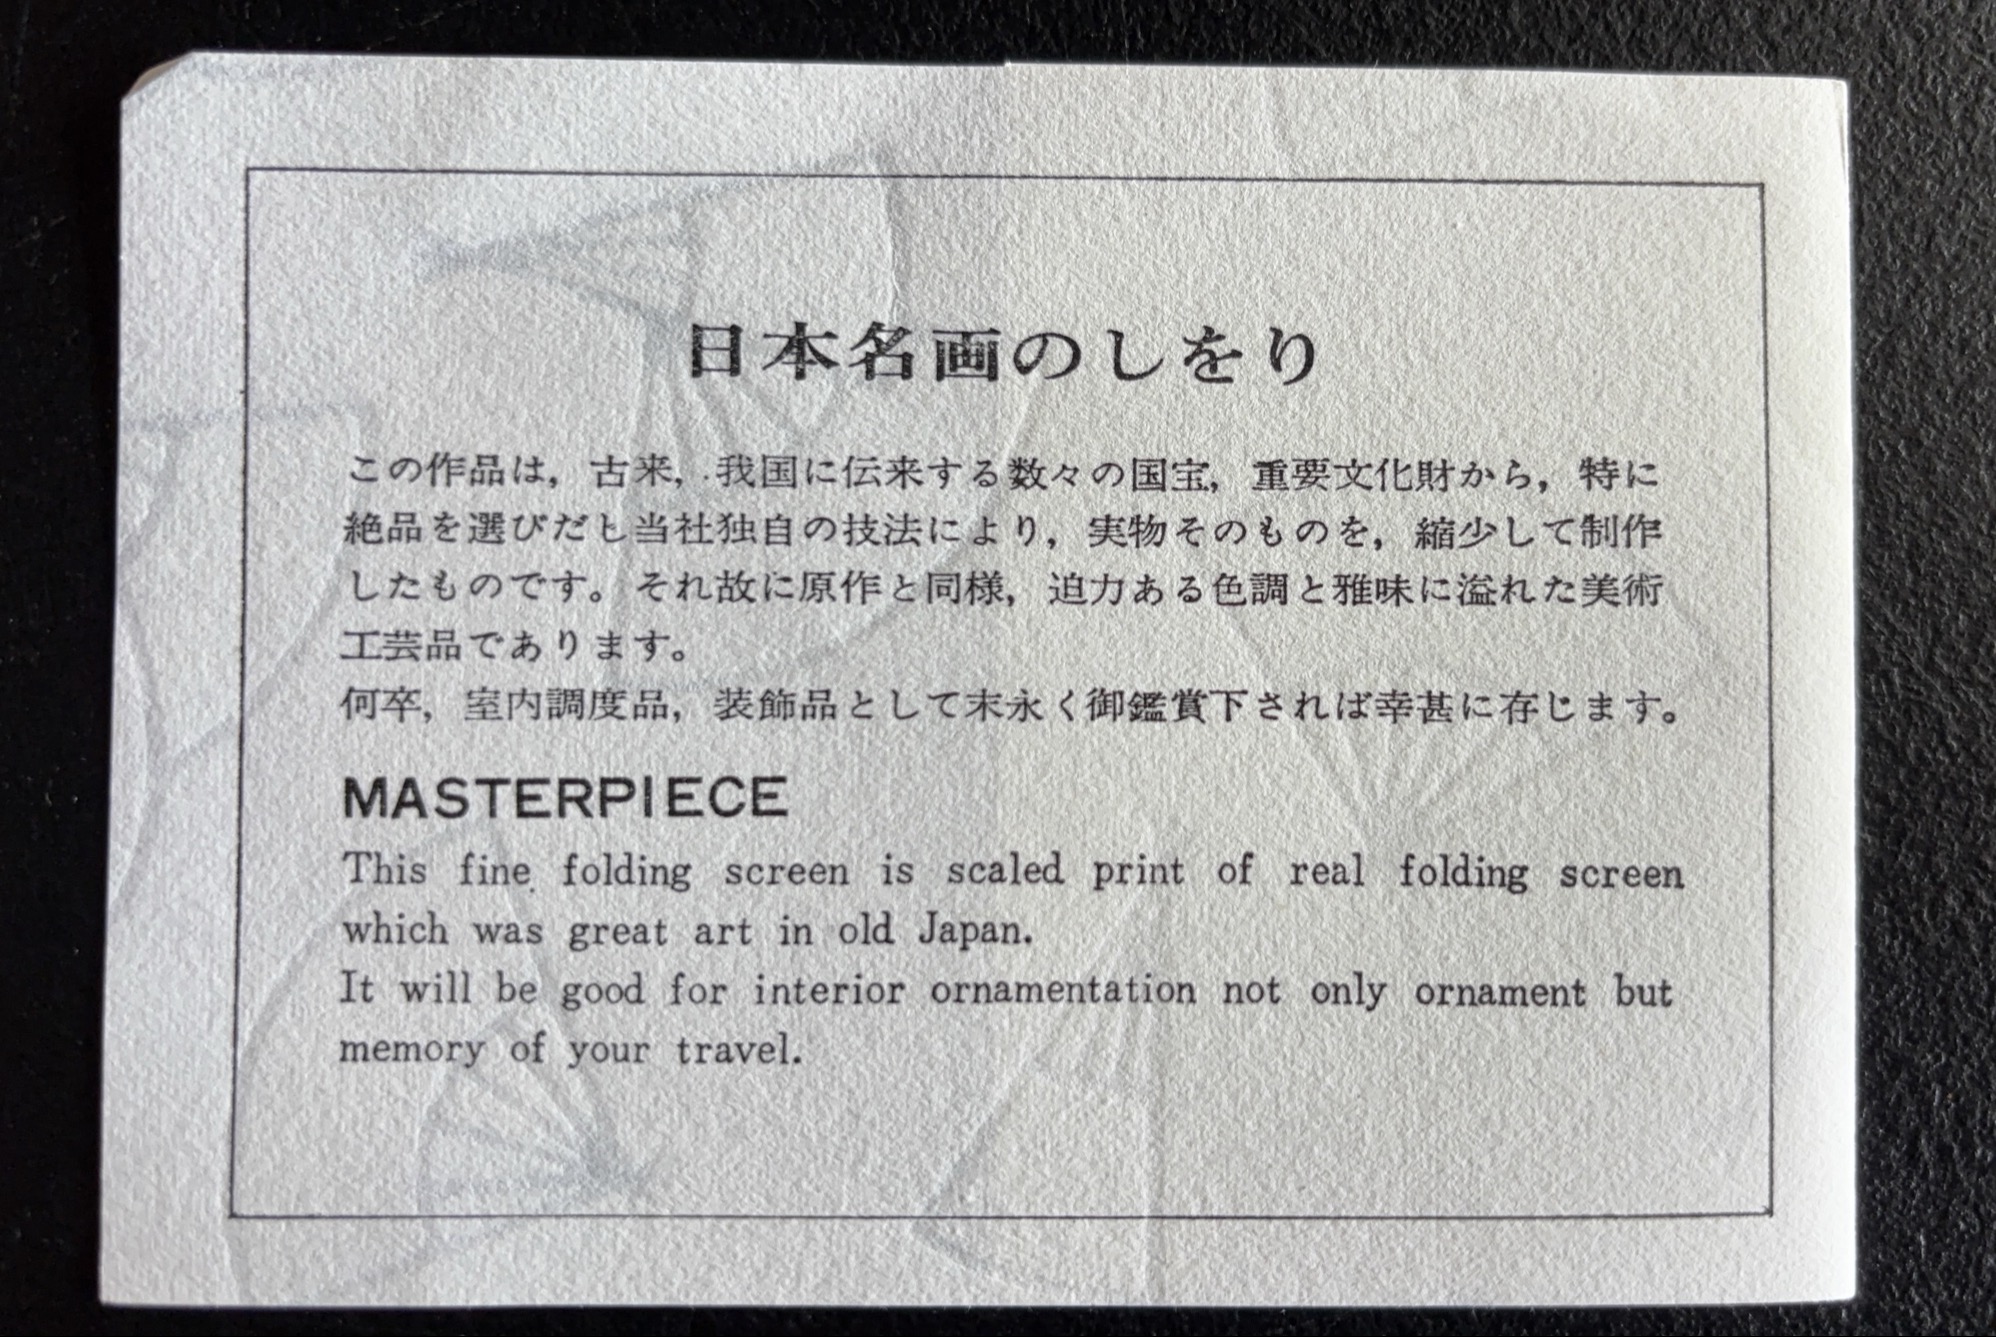 日本名画のしをり
この作品は，古来，我国に伝来する数々の国宝，重要文化財から，特に
絶品を選びだし当社独自の技法により，実物そのものを，縮少して制作
したものです。それ故に原作と同様，迫力ある色調と雅味に溢れた美術
工芸品であります。
何卒，室内調度品，装飾品として末永く御鑑賞下されば幸甚に存じます。
MASTERPIECE
This fine folding screen is scaled print of real folding screen
which was great art in old Japan.
It will be good for interior ornamentation not only ornament but
memory of your travel.